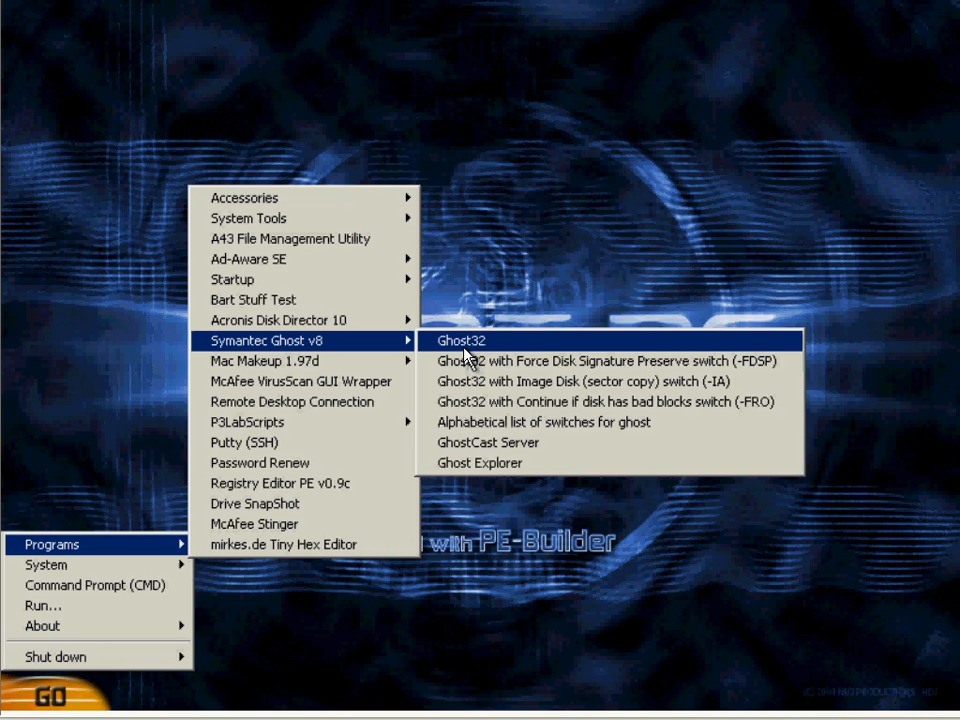 Accessories
System Tools
A43 File Management Utility
Ad-Aware SE
Startup
Bart Stuff Test
Acronis Disk Director 10
Symantec Ghost v8
Mac Makeup 1.97d
McAfee VirusScan GUI Wrapper
Remote Desktop Connection
P3LabScripts
Putty (SSH)
Password Renew
Registry Editor PE v0.9c
Drive SnapShot
McAfee Stinger
mirkes.de Tiny Hex Editor
Ghost32
Ghost32 with Force Disk Signature Preserve switch (-FDSP)
Ghost32 with Image Disk (sector copy) switch (-IA)
Ghost32 with Continue if disk has bad blocks switch (-FRO)
Alphabetical list of switches for ghost
GhostCast Server
Ghost Explorer
with PE-Builder
Programs
System
Command Prompt (CMD)
Run...
About
Shut down
GO